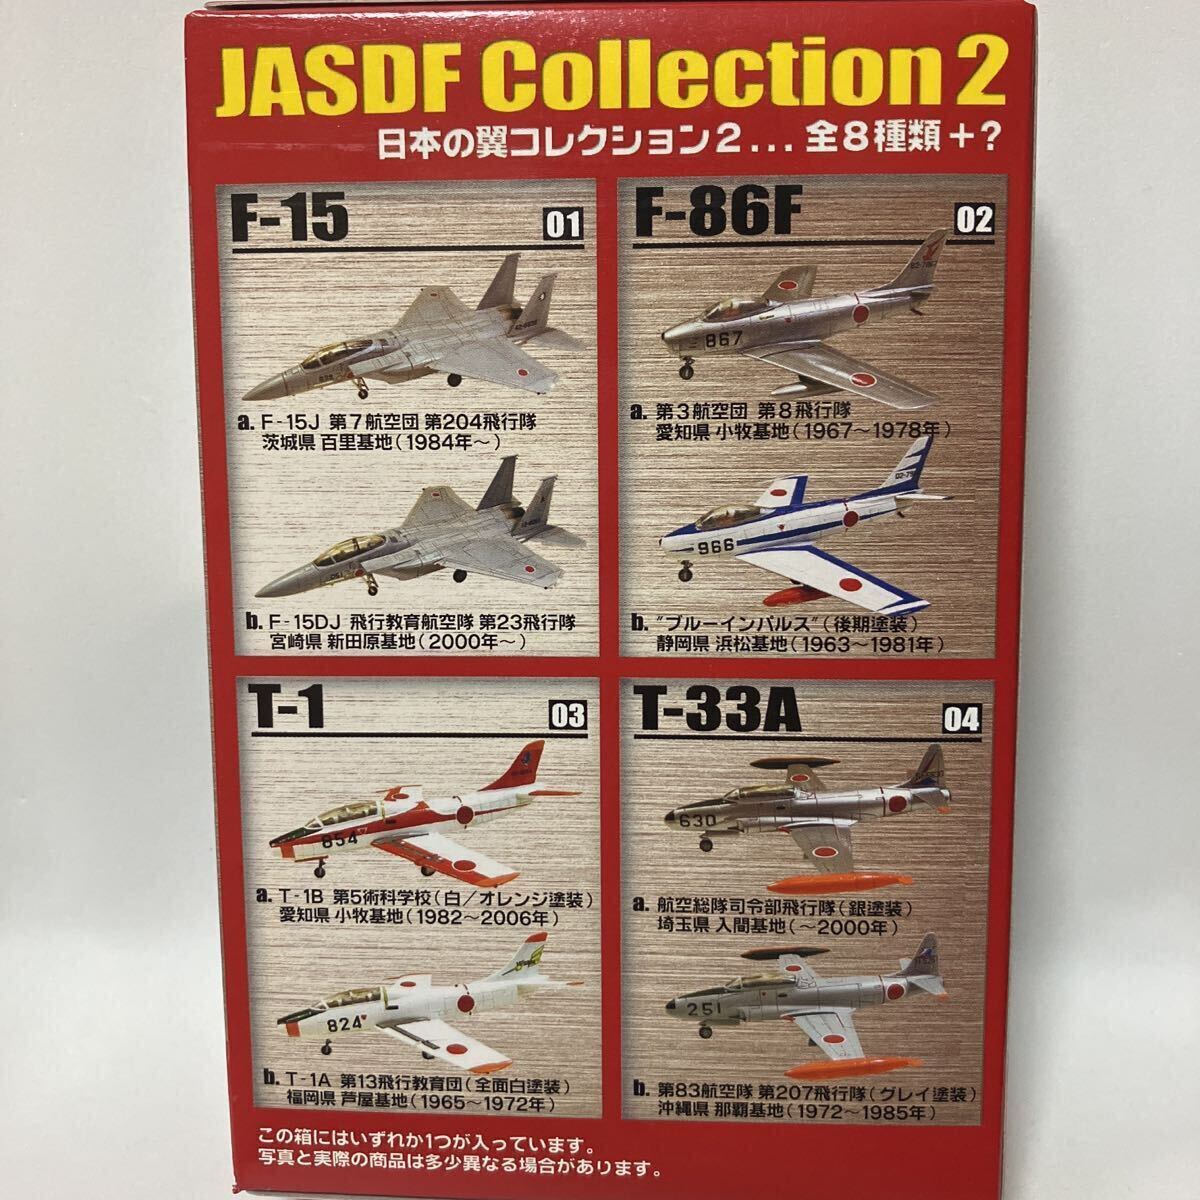 JASDF Collection 2
日本の翼コレクション2...全8種類＋？
F-15
01
a. F-15J 第7航空団 第204飛行隊
茨城県 百里基地（1984年～）
b. F-15DJ 飛行教育航空隊 第23飛行隊
宮崎県 新田原基地（2000年～）
F-86F
02
867
a. 第3航空団 第8飛行隊
愛知県 小牧基地（1967～1978年）
966
b. "ブルーインパルス"（後期塗装）
静岡県 浜松基地（1963～1981年）
T-1
03
854
a. T-1B 第5術科学校（白／オレンジ塗装）
愛知県 小牧基地（1982～2006年）
824
b. T-1A 第13飛行教育団（全面白塗装）
福岡県 芦屋基地（1965～1972年）
T-33A
04
630
a. 航空総隊司令部飛行隊（銀塗装）
埼玉県 入間基地（～2000年）
251
b. 第83航空隊 第207飛行隊（グレイ塗装）
沖縄県 那覇基地（1972～1985年）
この箱にはいずれか1つが入っています。
写真と実際の商品は多少異なる場合があります。